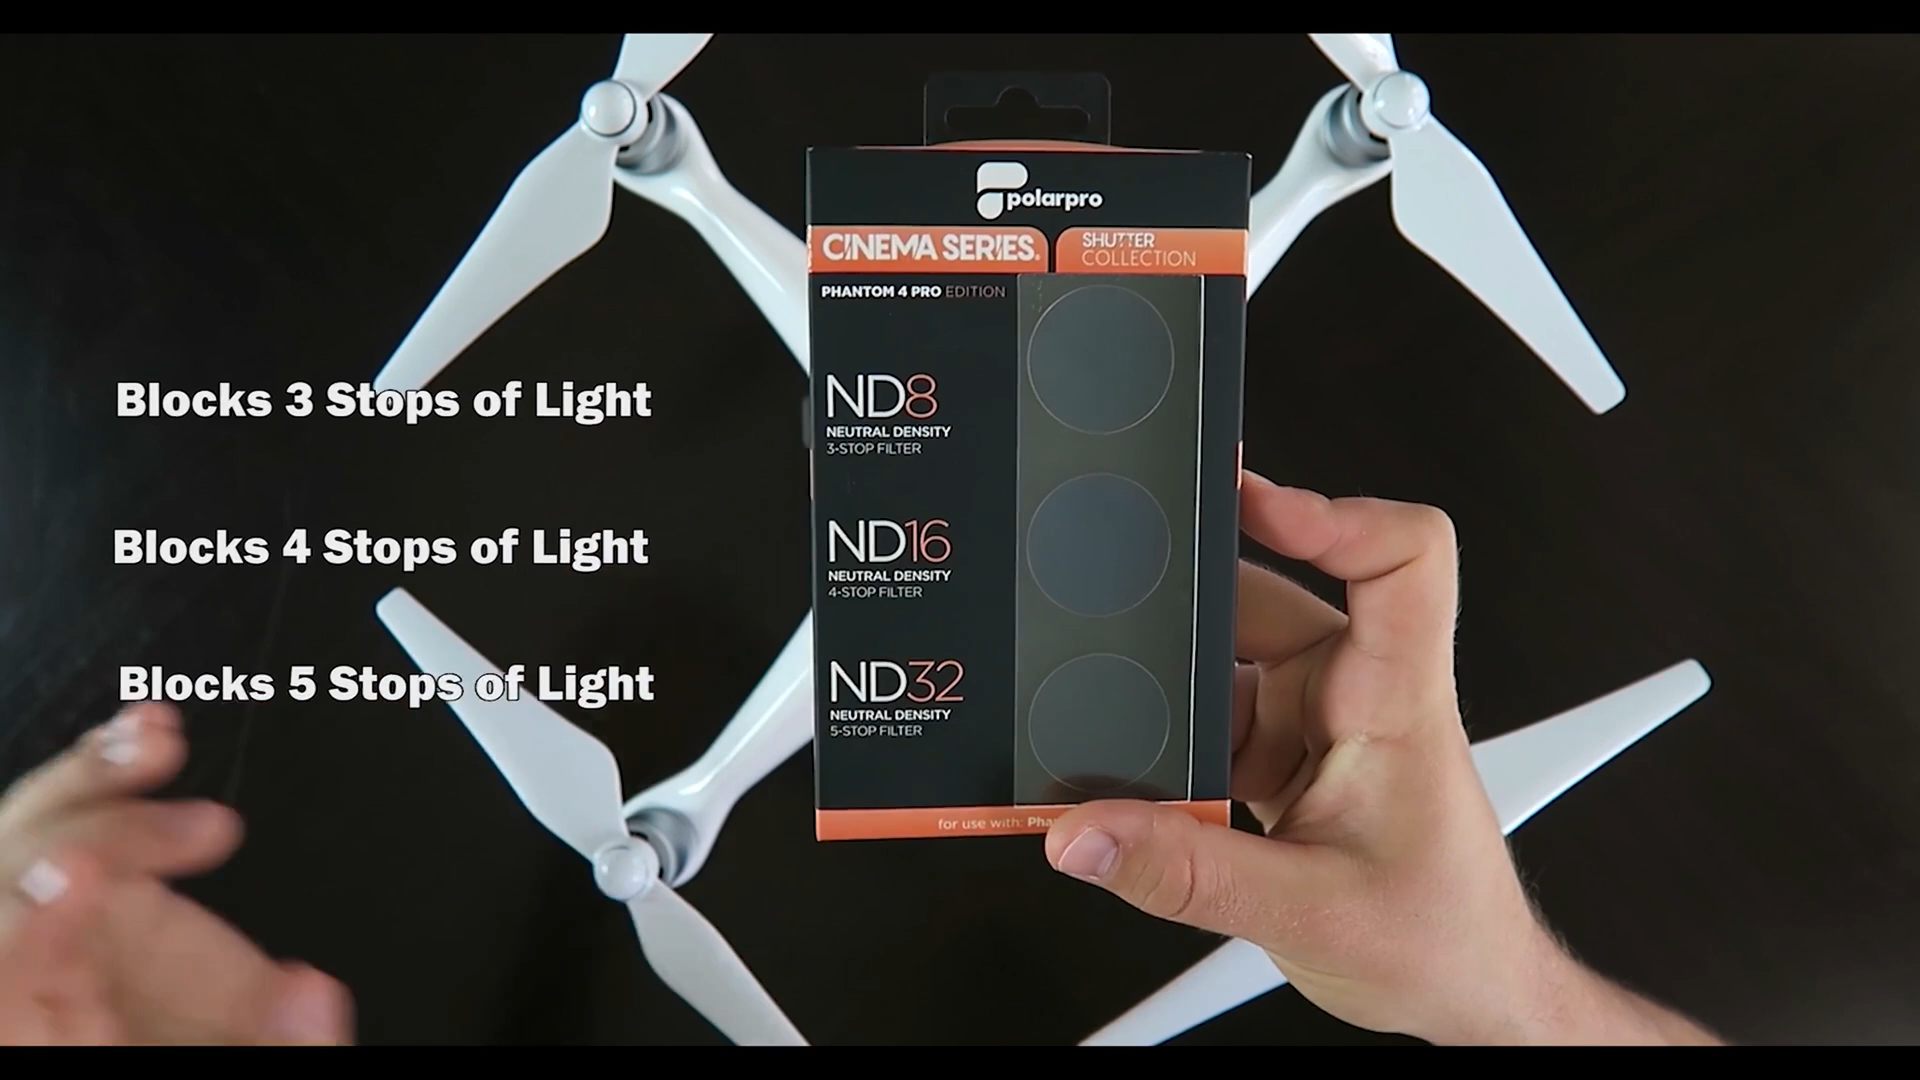 polarpro
CINEMA SERIES.
SHUTTER
COLLECTION
PHANTOM 4 PRO EDITION
Blocks 3 Stops of Light
ND8
NEUTRAL DENSITY
3-STOP FILTER
Blocks 4 Stops of Light
ND16
NEUTRAL DENSITY
4-STOP FILTER
Blocks 5 Stops of Light
ND32
NEUTRAL DENSITY
5-STOP FILTER
for use with: Pha